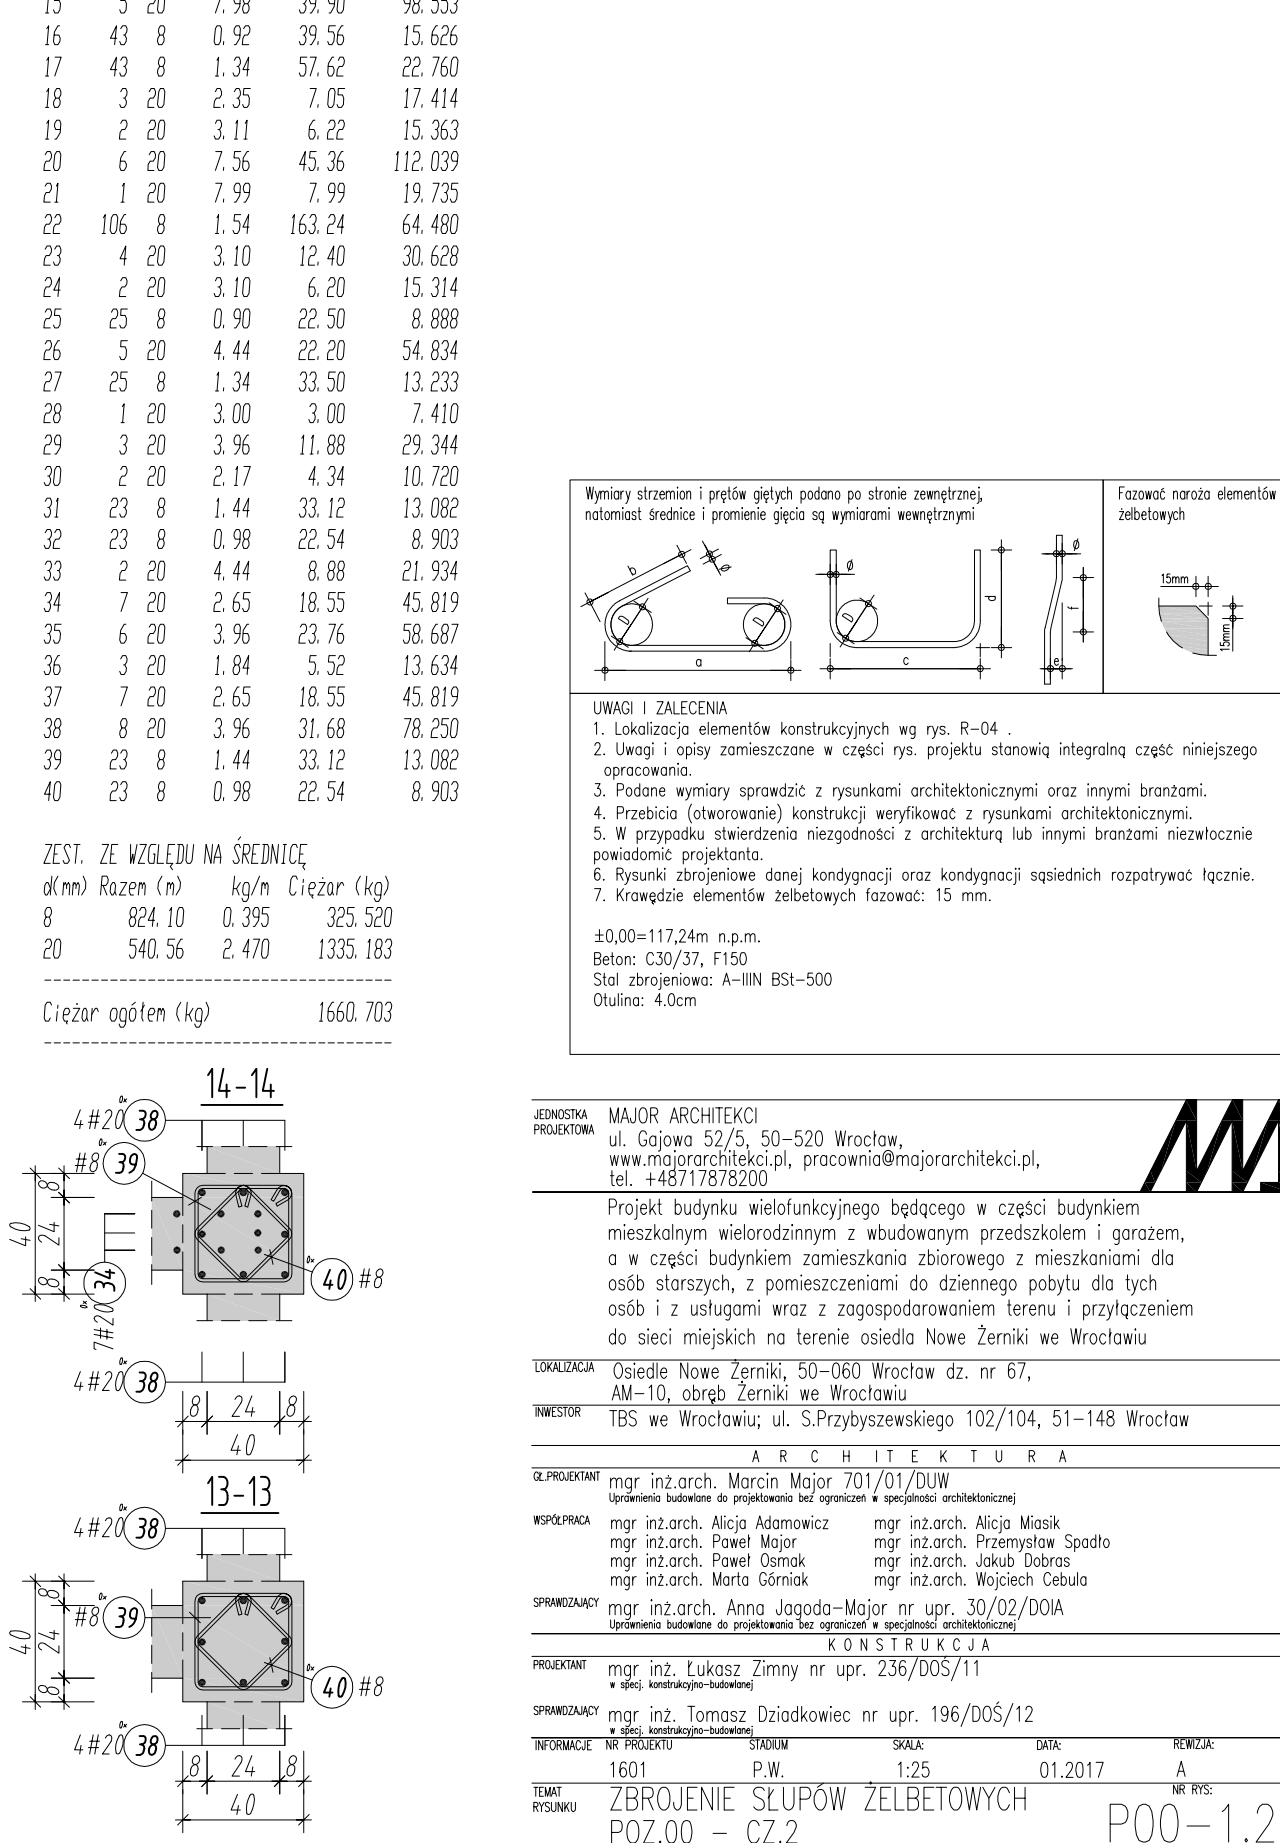 15 5 20 7.98 39.90 98.553
16 43 8 0.92 39.56 15.626
17 43 8 1.34 57.62 22.760
18 3 20 2.35 7.05 17.414
19 2 20 3.11 6.22 15.363
20 6 20 7.56 45.36 112.039
21 1 20 7.99 7.99 19.735
22 106 8 1.54 163.24 64.480
23 4 20 3.10 12.40 30.628
24 2 20 3.10 6.20 15.314
25 25 8 0.90 22.50 8.888
26 5 20 4.44 22.20 54.834
27 25 8 1.34 33.50 13.233
28 1 20 3.00 3.00 7.410
29 3 20 3.96 11.88 29.344
30 2 20 2.17 4.34 10.720
31 23 8 1.44 33.12 13.082
32 23 8 0.98 22.54 8.903
33 2 20 4.44 8.88 21.934
34 7 20 2.65 18.55 45.819
35 6 20 3.96 23.76 58.687
36 3 20 1.84 5.52 13.634
37 7 20 2.65 18.55 45.819
38 8 20 3.96 31.68 78.250
39 23 8 1.44 33.12 13.082
40 23 8 0.98 22.54 8.903
ZEST. ZE WZGLĘDU NA ŚREDNICĘ
d(mm) Razem (m) kg/m Ciężar (kg)
8 824.10 0.395 325.520
20 540.56 2.470 1335.183
Ciężar ogółem (kg) 1660.703
14-14
4#20 38
#8 39
8
24
8
40
7#20 34
40 #8
4#20 38
8 24 8
40
13-13
4#20 38
#8 39
8
24
8
40
40 #8
4#20 38
8 24 8
40
Wymiary strzemion i prętów giętych podano po stronie zewnętrznej,
natomiast średnice i promienie gięcia są wymiarami wewnętrznymi
b ø D D a
ø D d c
ø f e
Fazować naroża elementów
żelbetowych
15mm
15mm
UWAGI I ZALECENIA
1. Lokalizacja elementów konstrukcyjnych wg rys. R-04 .
2. Uwagi i opisy zamieszczane w części rys. projektu stanowią integralną część niniejszego
opracowania.
3. Podane wymiary sprawdzić z rysunkami architektonicznymi oraz innymi branżami.
4. Przebicia (otworowanie) konstrukcji weryfikować z rysunkami architektonicznymi.
5. W przypadku stwierdzenia niezgodności z architekturą lub innymi branżami niezwłocznie
powiadomić projektanta.
6. Rysunki zbrojeniowe danej kondygnacji oraz kondygnacji sąsiednich rozpatrywać łącznie.
7. Krawędzie elementów żelbetowych fazować: 15 mm.
±0,00=117,24m n.p.m.
Beton: C30/37, F150
Stal zbrojeniowa: A-IIIN BSt-500
Otulina: 4.0cm
JEDNOSTKA PROJEKTOWA
MAJOR ARCHITEKCI
ul. Gajowa 52/5, 50-520 Wrocław,
www.majorarchitekci.pl, pracownia@majorarchitekci.pl,
tel. +48717878200
Projekt budynku wielofunkcyjnego będącego w części budynkiem
mieszkalnym wielorodzinnym z wbudowanym przedszkolem i garażem,
a w części budynkiem zamieszkania zbiorowego z mieszkaniami dla
osób starszych, z pomieszczeniami do dziennego pobytu dla tych
osób i z usługami wraz z zagospodarowaniem terenu i przyłączeniem
do sieci miejskich na terenie osiedla Nowe Żerniki we Wrocławiu
LOKALIZACJA Osiedle Nowe Żerniki, 50-060 Wrocław dz. nr 67,
AM-10, obręb Żerniki we Wrocławiu
INWESTOR TBS we Wrocławiu; ul. S.Przybyszewskiego 102/104, 51-148 Wrocław
A R C H I T E K T U R A
GŁ.PROJEKTANT mgr inż.arch. Marcin Major 701/01/DUW
Uprawnienia budowlane do projektowania bez ograniczeń w specjalności architektonicznej
WSPÓŁPRACA mgr inż.arch. Alicja Adamowicz mgr inż.arch. Alicja Miasik
mgr inż.arch. Paweł Major mgr inż.arch. Przemysław Spadło
mgr inż.arch. Paweł Osmak mgr inż.arch. Jakub Dobras
mgr inż.arch. Marta Górniak mgr inż.arch. Wojciech Cebula
SPRAWDZAJĄCY mgr inż.arch. Anna Jagoda-Major nr upr. 30/02/DOIA
Uprawnienia budowlane do projektowania bez ograniczeń w specjalności architektonicznej
K O N S T R U K C J A
PROJEKTANT mgr inż. Łukasz Zimny nr upr. 236/DOŚ/11
w specj. konstrukcyjno-budowlanej
SPRAWDZAJĄCY mgr inż. Tomasz Dziadkowiec nr upr. 196/DOŚ/12
w specj. konstrukcyjno-budowlanej
INFORMACJE NR PROJEKTU STADIUM SKALA: DATA: REWIZJA:
1601 P.W. 1:25 01.2017 A
TEMAT RYSUNKU ZBROJENIE SŁUPÓW ŻELBETOWYCH
POZ.00 - CZ.2
NR RYS:
P00-1.2